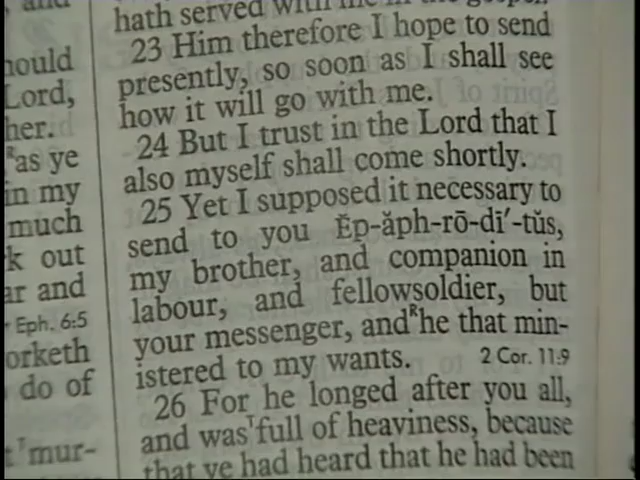 and
hould
Lord,
her.
R as ye
in my
much
k out
ar and
Eph. 6:5
orketh
do of
t T mur-
hath served with me in the gospel.
23 Him therefore I hope to send
presently, so soon as I shall see
how it will go with me.
24 But I trust in the Lord that I
also myself shall come shortly.
25 Yet I supposed it necessary to
send to you Ĕp-ăph-rō-dī′-tŭs,
my brother, and companion in
labour, and fellowsoldier, but
your messenger, and R he that min-
istered to my wants. 2 Cor. 11:9
26 For he longed after you all,
and was T full of heaviness, because
that ye had heard that he had been